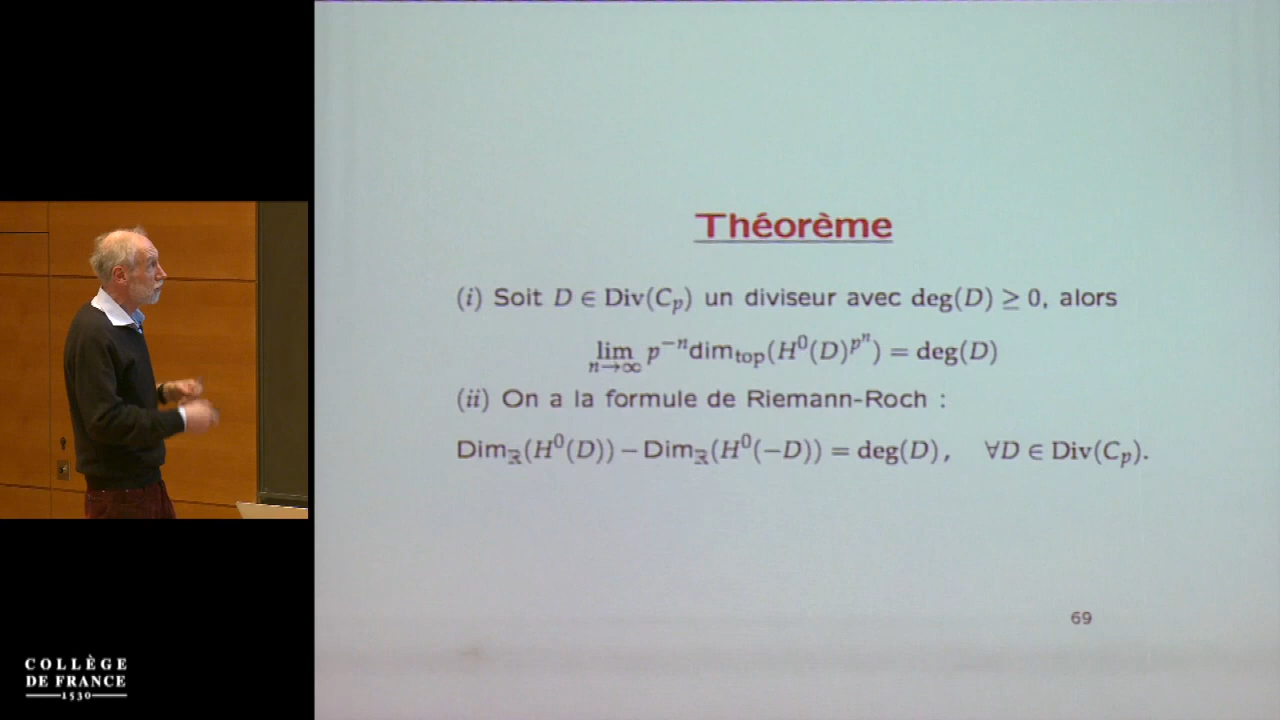 Théorème
(i) Soit D ∈ Div(C_p) un diviseur avec deg(D) ≥ 0, alors
lim_{n→∞} p^{-n} dim_top(H^0(D)^{p^n}) = deg(D)
(ii) On a la formule de Riemann-Roch :
Dim_ℝ(H^0(D)) − Dim_ℝ(H^0(−D)) = deg(D), ∀D ∈ Div(C_p).
69
COLLÈGE
DE FRANCE
1530